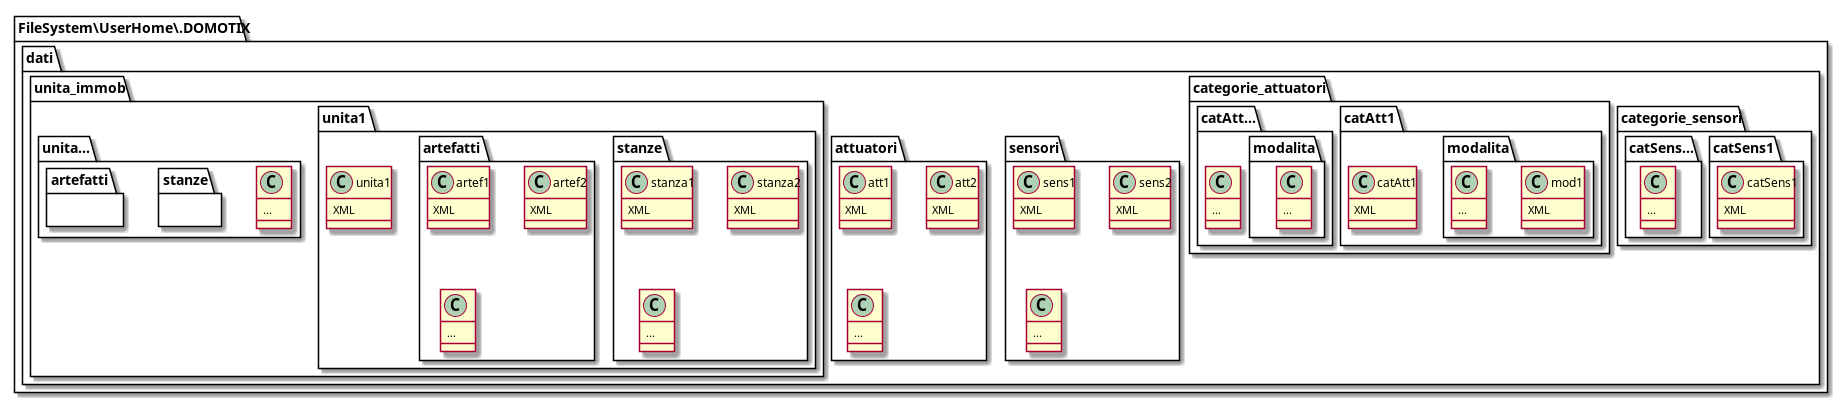 FileSystem\UserHome\.DOMOTIX
dati
unita_immob
unita...
artefatti
stanze
C
...
unita1
C unita1
XML
artefatti
C artef1
XML
C artef2
XML
C
...
stanze
C stanza1
XML
C stanza2
XML
C
...
attuatori
C att1
XML
C att2
XML
C
...
sensori
C sens1
XML
C sens2
XML
C
...
categorie_attuatori
catAtt...
C
...
modalita
C
...
catAtt1
C catAtt1
XML
modalita
C
...
C mod1
XML
categorie_sensori
catSens...
C
...
catSens1
C catSens1
XML